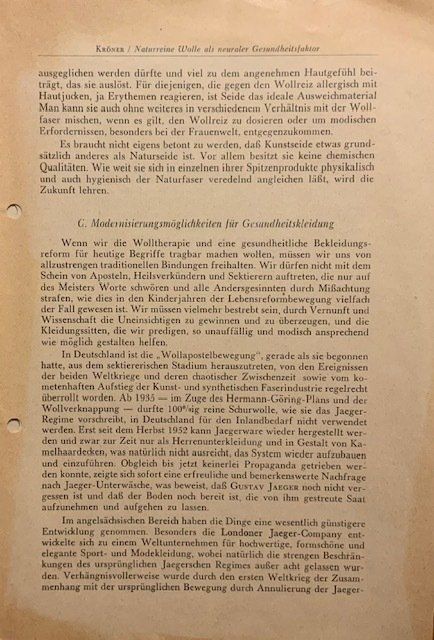 KRÖNER / Naturreine Wolle als neuraler Gesundheitsfaktor
ausgeglichen werden dürfte und viel zu dem angenehmen Hautgefühl bei-
trägt, das sie auslöst. Für diejenigen, die gegen den Wollreiz allergisch mit
Hautjucken, ja Erythemen reagieren, ist Seide das ideale Ausweichmaterial
Man kann sie auch ohne weiteres in verschiedenem Verhältnis mit der Woll-
faser mischen, wenn es gilt, den Wollreiz zu dosieren oder um modischen
Erfordernissen, besonders bei der Frauenwelt, entgegenzukommen.
Es braucht nicht eigens betont zu werden, daß Kunstseide etwas grund-
sätzlich anderes als Naturseide ist. Vor allem besitzt sie keine chemischen
Qualitäten. Wie weit sie sich in einzelnen ihrer Spitzenprodukte physikalisch
und auch hygienisch der Naturfaser veredelnd angleichen läßt, wird die
Zukunft lehren.
C. Modernisierungsmöglichkeiten für Gesundheitskleidung
Wenn wir die Wolltherapie und eine gesundheitliche Bekleidungs-
reform für heutige Begriffe tragbar machen wollen, müssen wir uns von
allzustrengen traditionellen Bindungen freihalten. Wir dürfen nicht mit dem
Schein von Aposteln, Heilsverkündern und Sektierern auftreten, die nur auf
des Meisters Worte schwören und alle Andersgesinnten durch Mißachtung
strafen, wie dies in den Kinderjahren der Lebensreformbewegung vielfach
der Fall gewesen ist. Wir müssen vielmehr bestrebt sein, durch Vernunft und
Wissenschaft die Uneinsichtigen zu gewinnen und zu überzeugen, und die
Kleidungssitten, die wir predigen, so unauffällig und modisch ansprechend
wie möglich gestalten helfen.
In Deutschland ist die „Wollapostelbewegung", gerade als sie begonnen
hatte, aus dem sektiererischen Stadium herauszutreten, von den Ereignissen
der beiden Weltkriege und deren chaotischer Zwischenzeit sowie vom ko-
metenhaften Aufstieg der Kunst- und synthetischen Faserindustrie regelrecht
überrollt worden. Ab 1935 — im Zuge des Hermann-Göring-Plans und der
Wollverknappung — durfte 100%ig reine Schurwolle, wie sie das Jaeger-
Regime vorschreibt, in Deutschland für den Inlandbedarf nicht verwendet
werden. Erst seit dem Herbst 1952 kann Jaegerware wieder hergestellt wer-
den und zwar zur Zeit nur als Herrenunterkleidung und in Gestalt von Ka-
melhaardecken, was natürlich nicht ausreicht, das System wieder aufzubauen
und einzuführen. Obgleich bis jetzt keinerlei Propaganda getrieben wer-
den konnte, zeigte sich sofort eine erfreuliche und bemerkenswerte Nachfrage
nach Jaeger-Unterwäsche, was beweist, daß GUSTAV JAEGER noch nicht ver-
gessen ist und daß der Boden noch bereit ist, die von ihm gestreute Saat
aufzunehmen und aufgehen zu lassen.
Im angelsächsischen Bereich haben die Dinge eine wesentlich günstigere
Entwicklung genommen. Besonders die Londoner Jaeger-Company ent-
wickelte sich zu einem Weltunternehmen für hochwertige, formschöne und
elegante Sport- und Modekleidung, wobei natürlich die strengen Beschrän-
kungen des ursprünglichen Jaegerschen Regimes außer acht gelassen wur-
den. Verhängnisvollerweise wurde durch den ersten Weltkrieg der Zusam-
menhang mit der ursprünglichen Bewegung durch Annulierung der Jaeger-